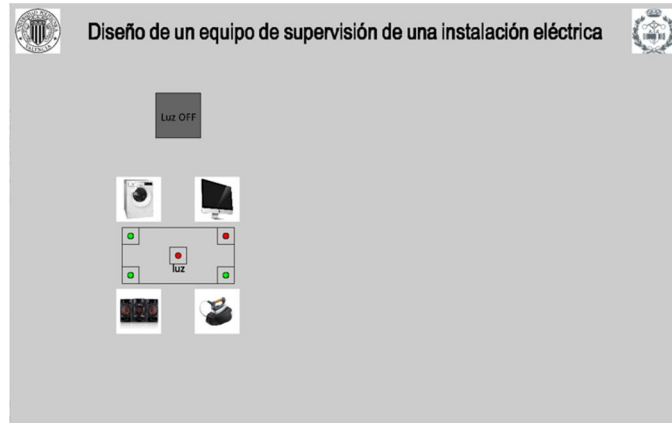 Diseño de un equipo de supervisión de una instalación eléctrica
Luz OFF
luz